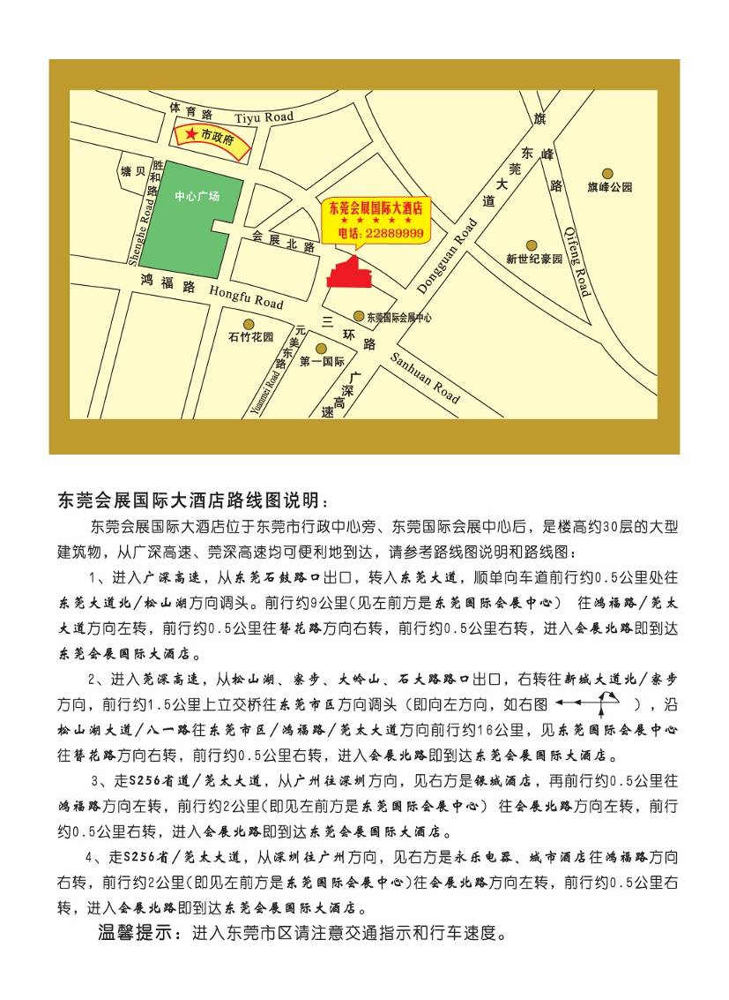 体育路 Tiyu Road
市政府
旗峰路
东莞大道
塘贝
胜和路
中心广场
旗峰公园
东莞会展国际大酒店
★ ★ ★ ★ ★
电话: 22889999
会展北路
Shenghe Road
Dongguan Road
Qifeng Road
新世纪豪园
鸿福路 Hongfu Road
三环路
东莞国际会展中心
石竹花园
元美东路
第一国际
Yuanmei Road
Sanhuan Road
广深高速
东莞会展国际大酒店路线图说明：
东莞会展国际大酒店位于东莞市行政中心旁、东莞国际会展中心后，是楼高约30层的大型
建筑物，从广深高速、莞深高速均可便利地到达，请参考路线图说明和路线图：
1、进入广深高速，从东莞石鼓路口出口，转入东莞大道，顺单向车道前行约0.5公里处往
东莞大道北/松山湖方向调头。前行约9公里(见左前方是东莞国际会展中心) 往鸿福路/莞太
大道方向左转，前行约0.5公里往簪花路方向右转，前行约0.5公里右转，进入会展北路即到达
东莞会展国际大酒店。
2、进入莞深高速，从松山湖、寮步、大岭山、石大路路口出口，右转往新城大道北/寮步
方向，前行约1.5公里上立交桥往东莞市区方向调头（即向左方向，如右图 ），沿
松山湖大道/八一路往东莞市区/鸿福路/莞太大道方向前行约16公里，见东莞国际会展中心
往簪花路方向右转，前行约0.5公里右转，进入会展北路即到达东莞会展国际大酒店。
3、走S256省道/莞太大道，从广州往深圳方向，见右方是银城酒店，再前行约0.5公里往
鸿福路方向左转，前行约2公里(即见左前方是东莞国际会展中心) 往会展北路方向左转，前行
约0.5公里右转，进入会展北路即到达东莞会展国际大酒店。
4、走S256省/莞太大道，从深圳往广州方向，见右方是永乐电器、城市酒店往鸿福路方向
右转，前行约2公里(即见左前方是东莞国际会展中心)往会展北路方向左转，前行约0.5公里右
转，进入会展北路即到达东莞会展国际大酒店。
温馨提示：进入东莞市区请注意交通指示和行车速度。